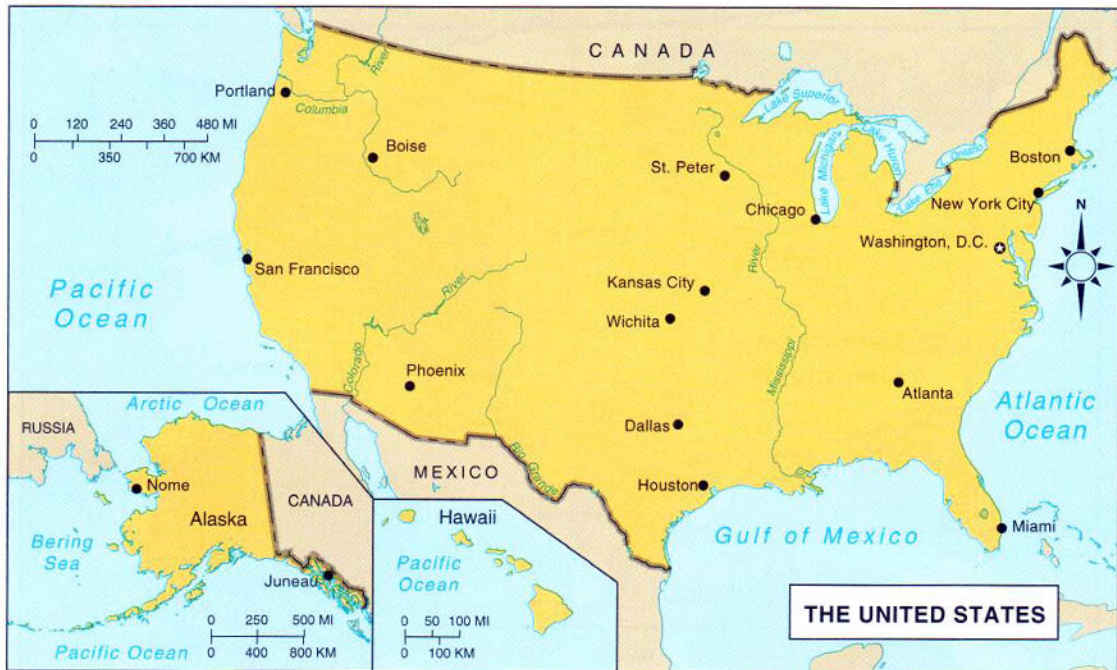 CANADA
River
Portland
Columbia
0 120 240 360 480 MI
0 350 700 KM
Boise
St. Peter
Lake Superior
Lake Michigan
Lake Huron
Ontario
Lake Erie
Boston
Chicago
New York City
Washington, D.C.
N
San Francisco
River
River
Kansas City
Wichita
Pacific
Ocean
Colorado
Phoenix
Mississippi
Atlanta
Atlantic
Ocean
Dallas
Rio Grande
MEXICO
Houston
Gulf of Mexico
Miami
Arctic Ocean
RUSSIA
Nome
Alaska
CANADA
Bering
Sea
Juneau
0 250 500 MI
0 400 800 KM
Pacific Ocean
Hawaii
Pacific
Ocean
0 50 100 MI
0 100 KM
THE UNITED STATES